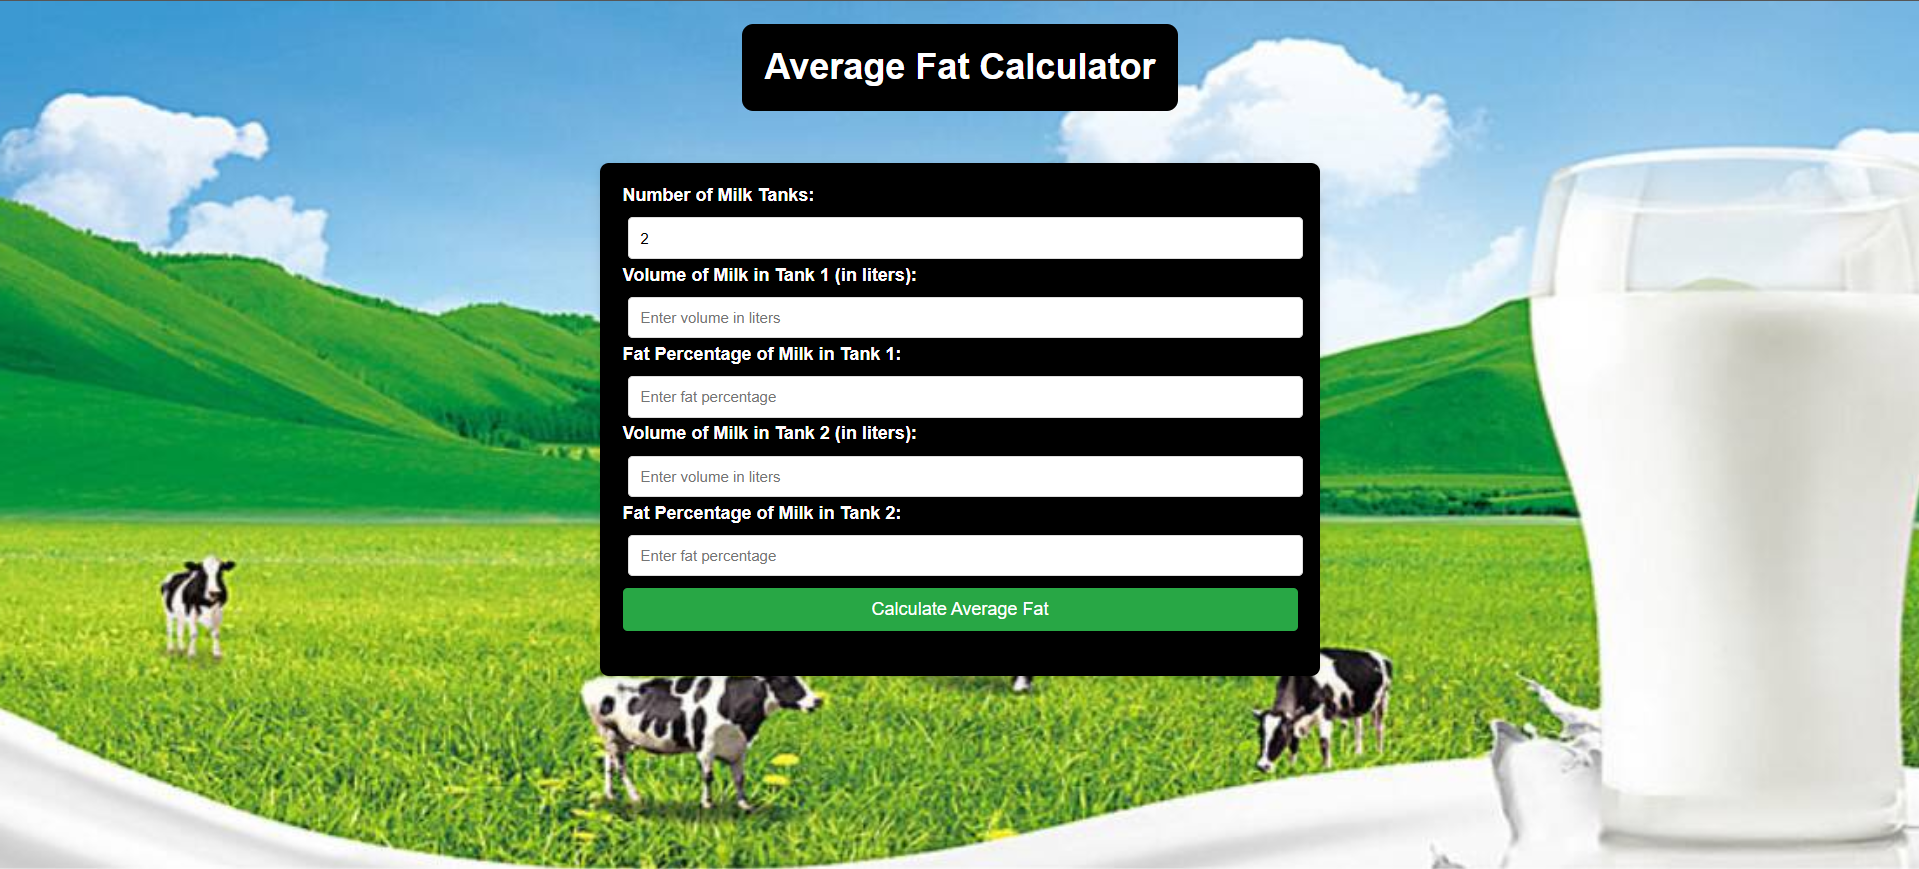 Average Fat Calculator
Number of Milk Tanks:
2
Volume of Milk in Tank 1 (in liters):
Enter volume in liters
Fat Percentage of Milk in Tank 1:
Enter fat percentage
Volume of Milk in Tank 2 (in liters):
Enter volume in liters
Fat Percentage of Milk in Tank 2:
Enter fat percentage
Calculate Average Fat